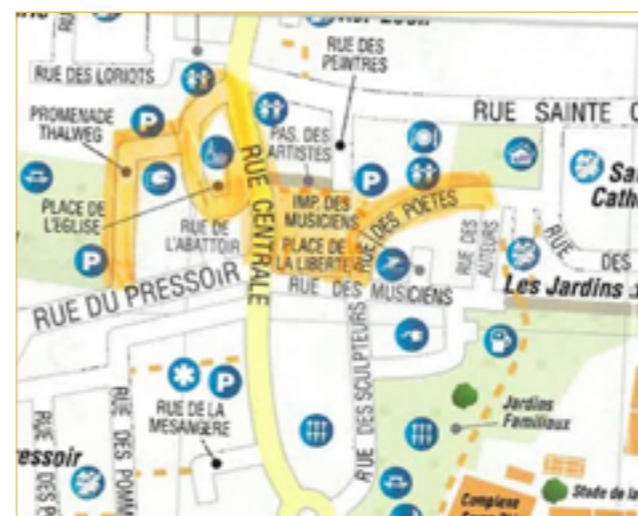 RUE DES
PEINTRES
RUE DES LORIOTS
PROMENADE
THALWEG
P
RUE SAINTE
PAS. DES
ARTISTES
P
RUE CENTRALE
IMP. DES
MUSICIENS
RUE DES POETES
PLACE DE
L'EGLISE
RUE DE
L'ABATTOIR
PLACE DE
LA LIBERTE
RUE DES
AUTEURS
RUE
DES
P
RUE DU PRESSOIR
RUE DES MUSICIENS
Les Jardins
RUE DES SCULPTEURS
P
RUE DE LA
MESANGERE
Jardins
Familiaux
RUE DES
RUE DES POMM
essoir
Stade de la
Complexe